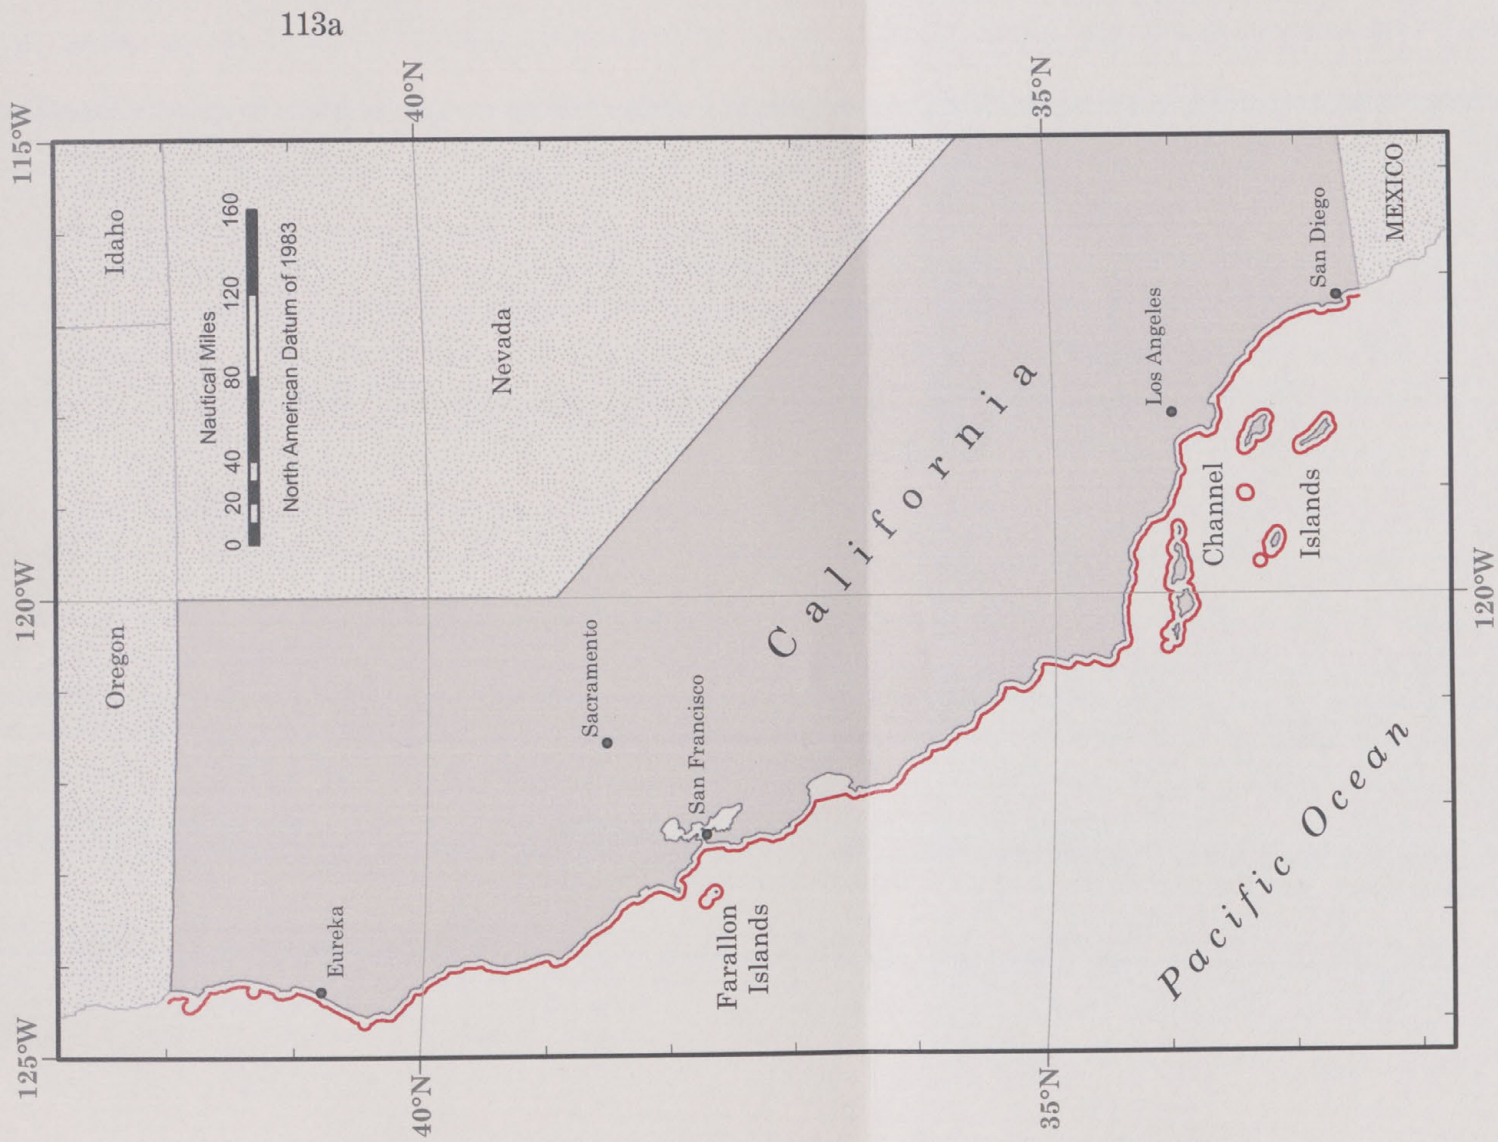 113a
115°W
120°W
125°W
40°N
35°N
Idaho
Oregon
Nautical Miles
0 20 40 80 120 160
North American Datum of 1983
Nevada
Eureka
Sacramento
San Francisco
Farallon
Islands
California
Los Angeles
San Diego
MEXICO
Channel
Islands
Pacific Ocean
40°N
35°N
120°W